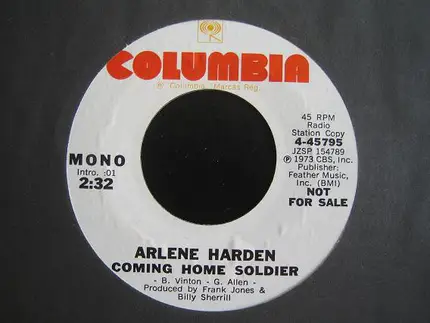 COLUMBIA
® Columbia, Marcas Reg.
MONO
Intro. :01
2:32
45 RPM
Radio
Station Copy
4-45795
JZSP 154789
Ⓟ 1973 CBS, Inc.
Publisher:
Feather Music,
Inc. (BMI)
NOT
FOR SALE
ARLENE HARDEN
COMING HOME SOLDIER
- B. Vinton - G. Allen -
Produced by Frank Jones &
Billy Sherrill